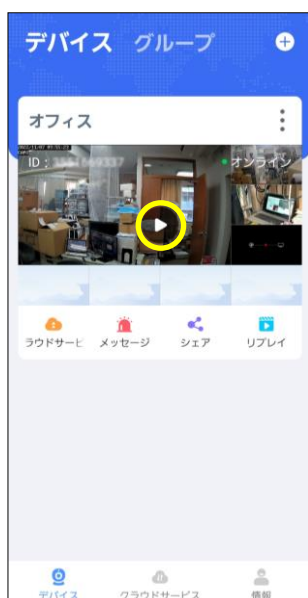 デバイス グループ
オフィス
ID :
オンライン
ラウドサービ メッセージ シェア リプレイ
デバイス クラウドサービス 情報